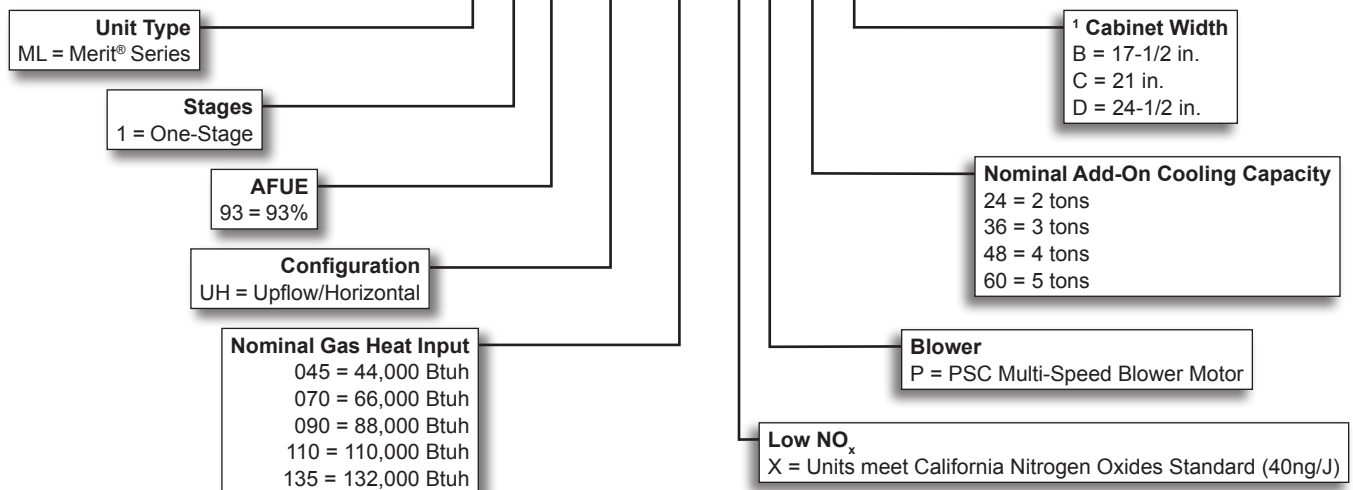 Unit Type
ML = Merit® Series
Stages
1 = One-Stage
AFUE
93 = 93%
Configuration
UH = Upflow/Horizontal
Nominal Gas Heat Input
045 = 44,000 Btuh
070 = 66,000 Btuh
090 = 88,000 Btuh
110 = 110,000 Btuh
135 = 132,000 Btuh
¹ Cabinet Width
B = 17-1/2 in.
C = 21 in.
D = 24-1/2 in.
Nominal Add-On Cooling Capacity
24 = 2 tons
36 = 3 tons
48 = 4 tons
60 = 5 tons
Blower
P = PSC Multi-Speed Blower Motor
Low NOx
X = Units meet California Nitrogen Oxides Standard (40ng/J)